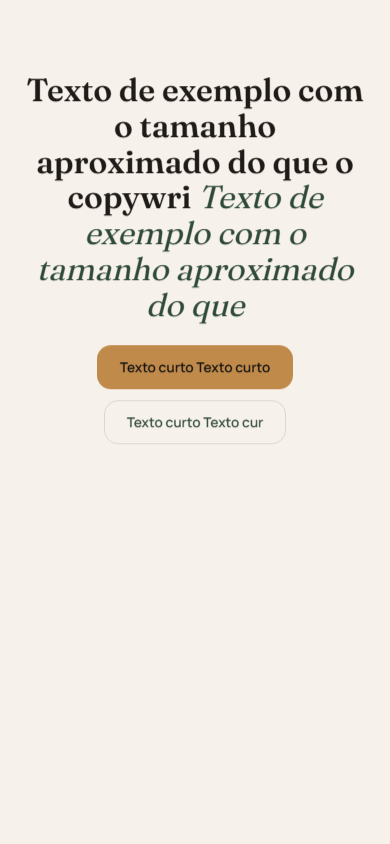 Texto de exemplo com
o tamanho
aproximado do que o
copywri Texto de
exemplo com o
tamanho aproximado
do que
Texto curto Texto curto
Texto curto Texto cur